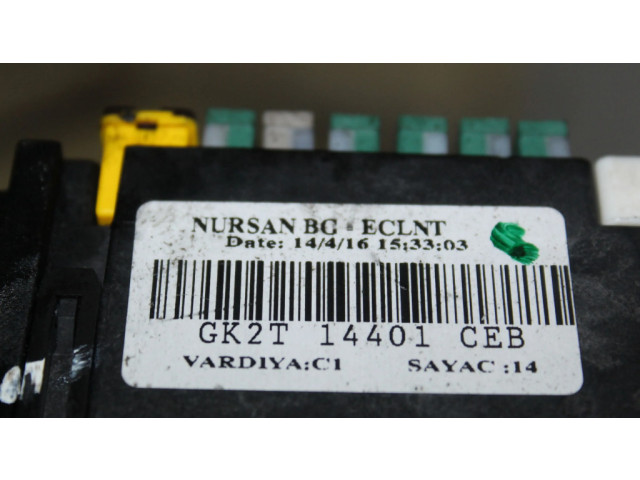 NURSAN BC - ECLNT
Date: 14/4/16 15:33:03
GK2T 14401 CEB
VARDIYA:C1 SAYAC :14